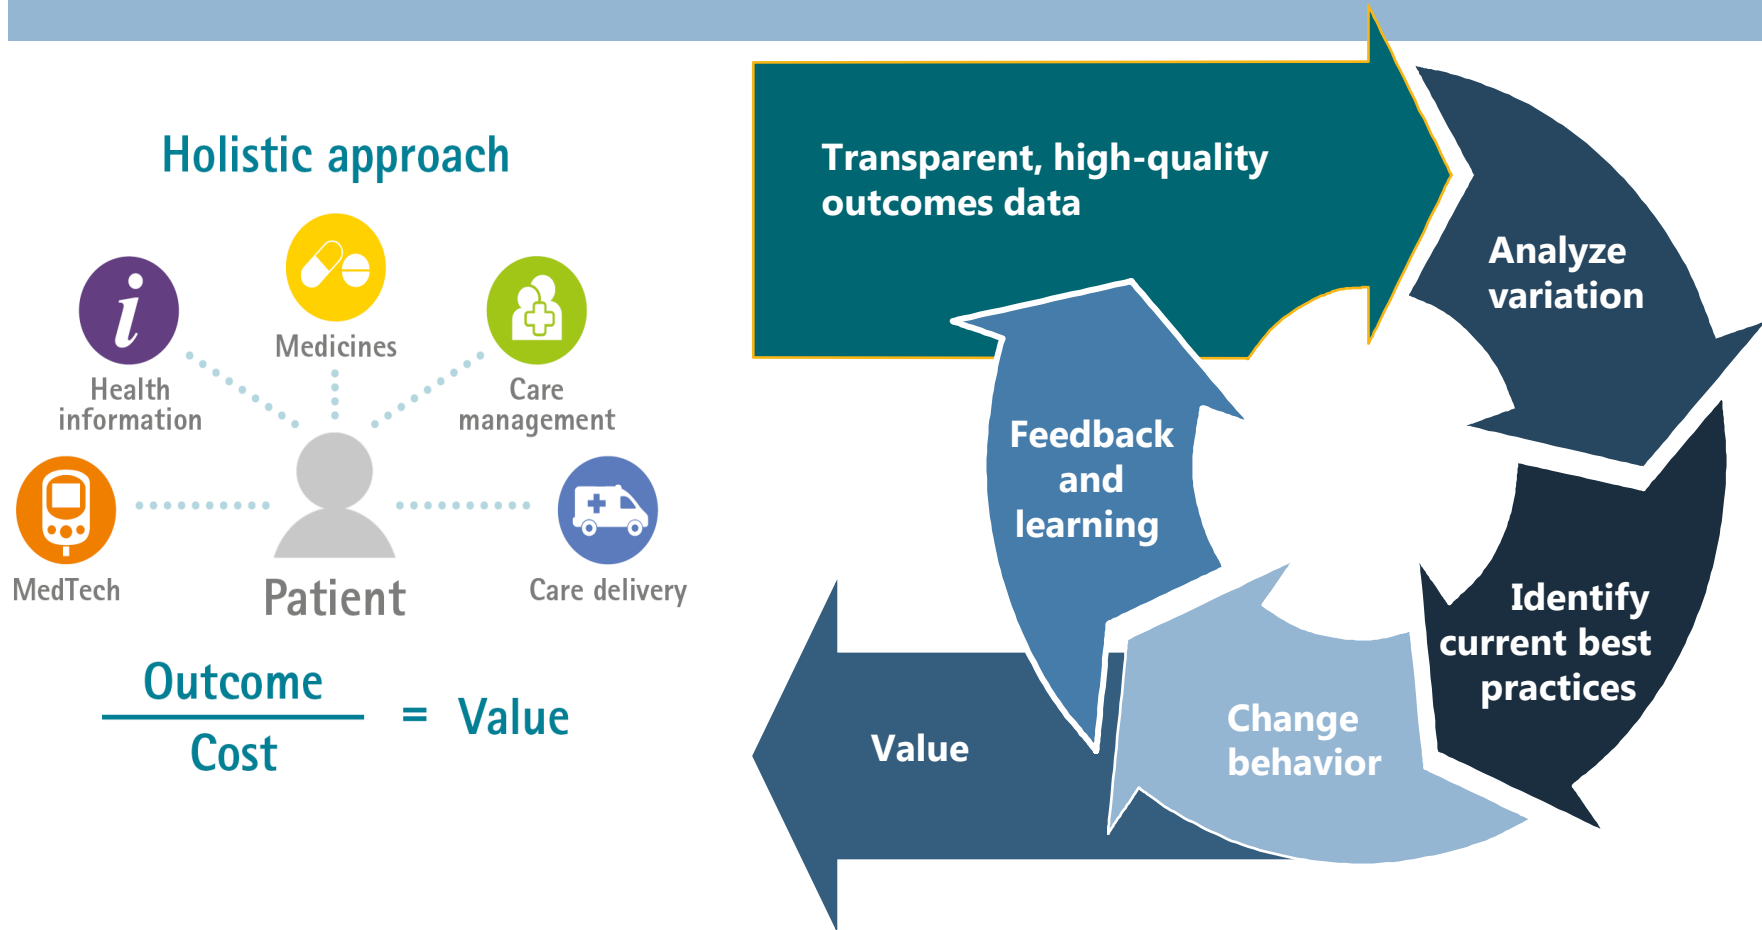 Holistic approach
Medicines
Health
information
Care
management
MedTech
Patient
Care delivery
Outcome
Cost
= Value
Transparent, high-quality
outcomes data
Analyze
variation
Identify
current best
practices
Change
behavior
Feedback
and
learning
Value